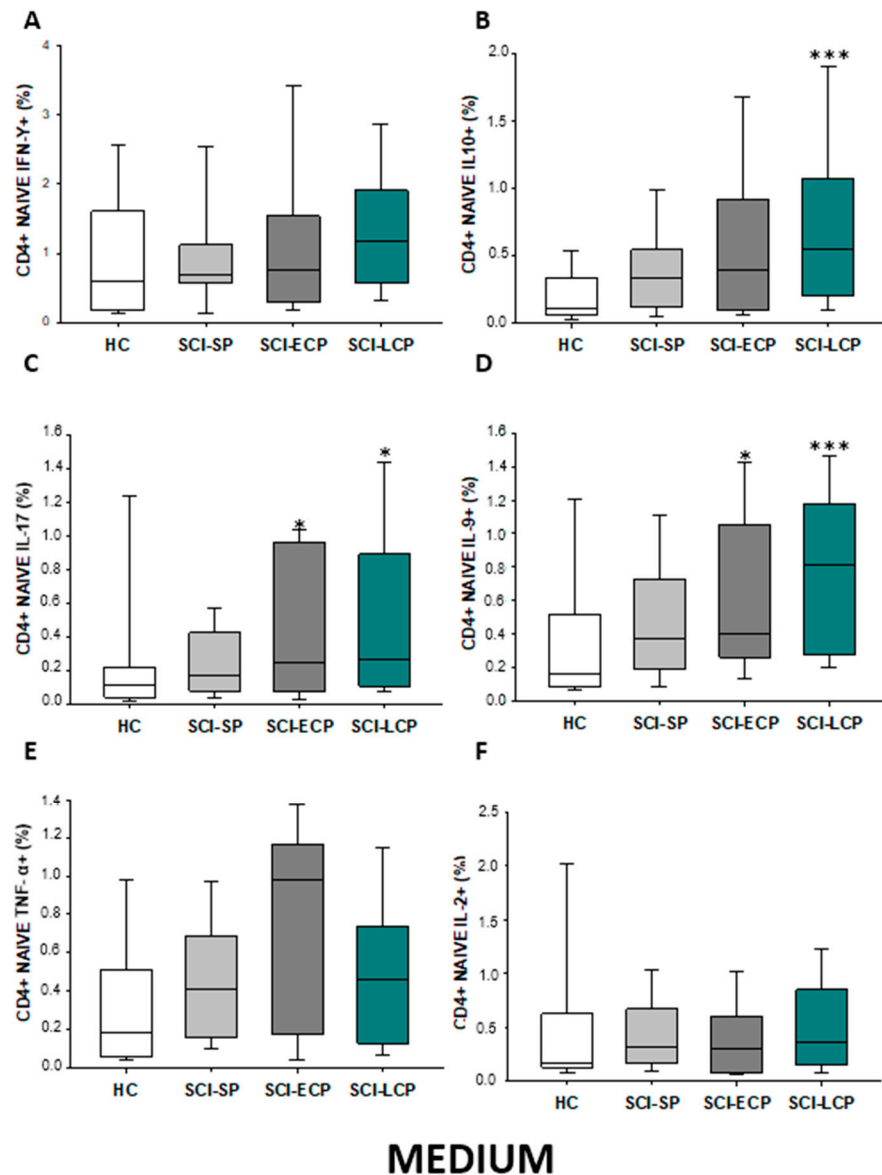 A
CD4+ NAIVE IFN-Y+ (%)
4
3
2
1
0
HC SCI-SP SCI-ECP SCI-LCP
B
CD4+ NAIVE IL10+ (%)
2.0
1.5
1.0
0.5
0.0
***
HC SCI-SP SCI-ECP SCI-LCP
C
CD4+ NAIVE IL-17 (%)
1.6
1.4
1.2
1.0
0.8
0.6
0.4
0.2
0.0
* *
HC SCI-SP SCI-ECP SCI-LCP
D
CD4+ NAIVE IL-9+ (%)
1.6
1.4
1.2
1.0
0.8
0.6
0.4
0.2
0.0
* ***
HC SCI-SP SCI-ECP SCI-LCP
E
CD4+ NAIVE TNF- α+ (%)
1.4
1.2
1.0
0.8
0.6
0.4
0.2
0.0
HC SCI-SP SCI-ECP SCI-LCP
F
CD4+ NAIVE IL-2+ (%)
2.5
2.0
1.5
1.0
0.5
0.0
HC SCI-SP SCI-ECP SCI-LCP
MEDIUM